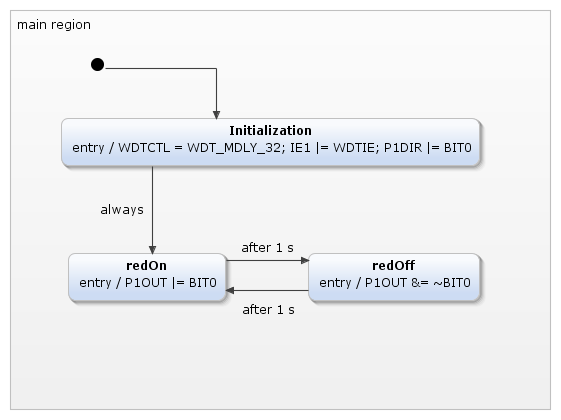 main region
Initialization
entry / WDTCTL = WDT_MDLY_32; IE1 |= WDTIE; P1DIR |= BIT0
always
after 1 s
redOn
entry / P1OUT |= BIT0
redOff
entry / P1OUT &= ~BIT0
after 1 s